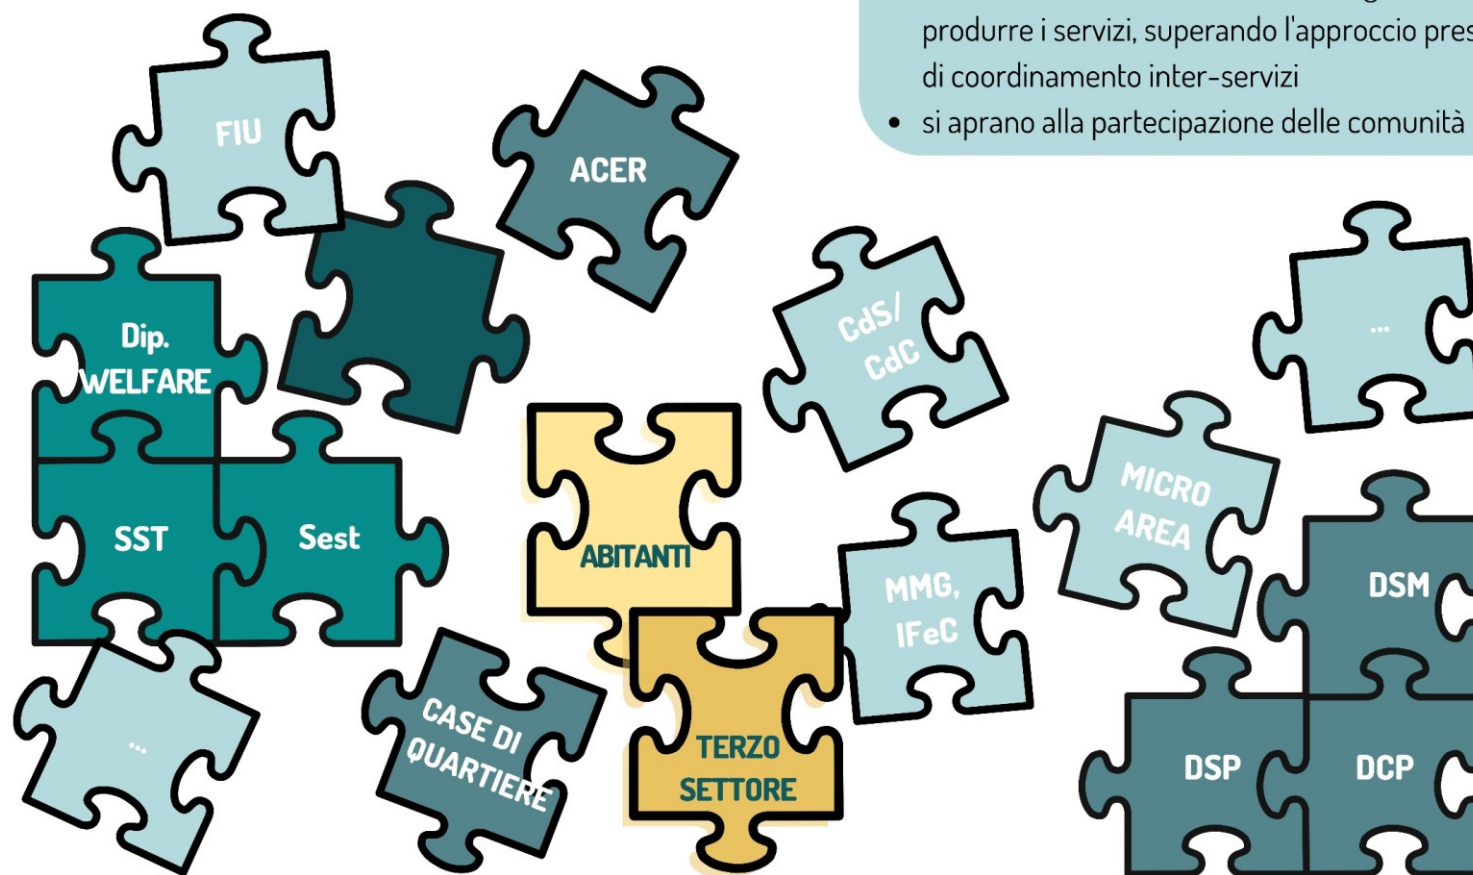 produrre i servizi, superando l'approccio
di coordinamento inter-servizi
• si aprano alla partecipazione delle comunità
FIU
ACER
Dip.
WELFARE
CdS/
CdC
...
SST
Sest
ABITANTI
MMG,
IFeC
MICRO
AREA
DSM
...
CASE DI
QUARTIERE
TERZO
SETTORE
DSP
DCP